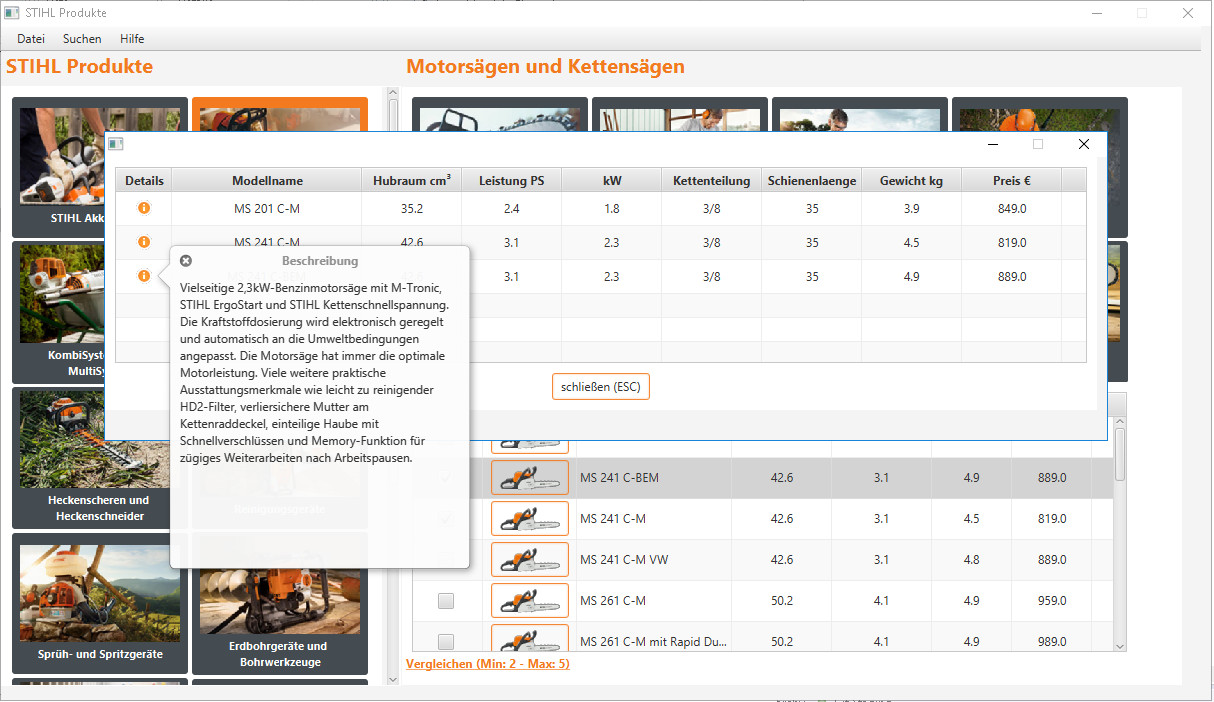 STIHL Produkte
Datei Suchen Hilfe
STIHL Produkte
Motorsägen und Kettensägen
STIHL Akk
KombiSyst
MultiSy
Heckenscheren und
Heckenschneider
Sprüh- und Spritzgeräte
Reinigungsgeräte
Erdbohrgeräte und
Bohrwerkzeuge
Details Modellname Hubraum cm³ Leistung PS kW Kettenteilung Schienenlaenge Gewicht kg Preis €
MS 201 C-M 35.2 2.4 1.8 3/8 35 3.9 849.0
MS 241 C-M 42.6 3.1 2.3 3/8 35 4.5 819.0
MS 241 C-BEM 42.6 3.1 2.3 3/8 35 4.9 889.0
Beschreibung
Vielseitige 2,3kW-Benzinmotorsäge mit M-Tronic,
STIHL ErgoStart und STIHL Kettenschnellspannung.
Die Kraftstoffdosierung wird elektronisch geregelt
und automatisch an die Umweltbedingungen
angepasst. Die Motorsäge hat immer die optimale
Motorleistung. Viele weitere praktische
Ausstattungsmerkmale wie leicht zu reinigender
HD2-Filter, verliersichere Mutter am
Kettenraddeckel, einteilige Haube mit
Schnellverschlüssen und Memory-Funktion für
zügiges Weiterarbeiten nach Arbeitspausen.
schließen (ESC)
MS 241 C-BEM 42.6 3.1 4.9 889.0
MS 241 C-M 42.6 3.1 4.5 819.0
MS 241 C-M VW 42.6 3.1 4.8 889.0
MS 261 C-M 50.2 4.1 4.9 959.0
MS 261 C-M mit Rapid Du... 50.2 4.1 4.9 989.0
Vergleichen (Min: 2 - Max: 5)